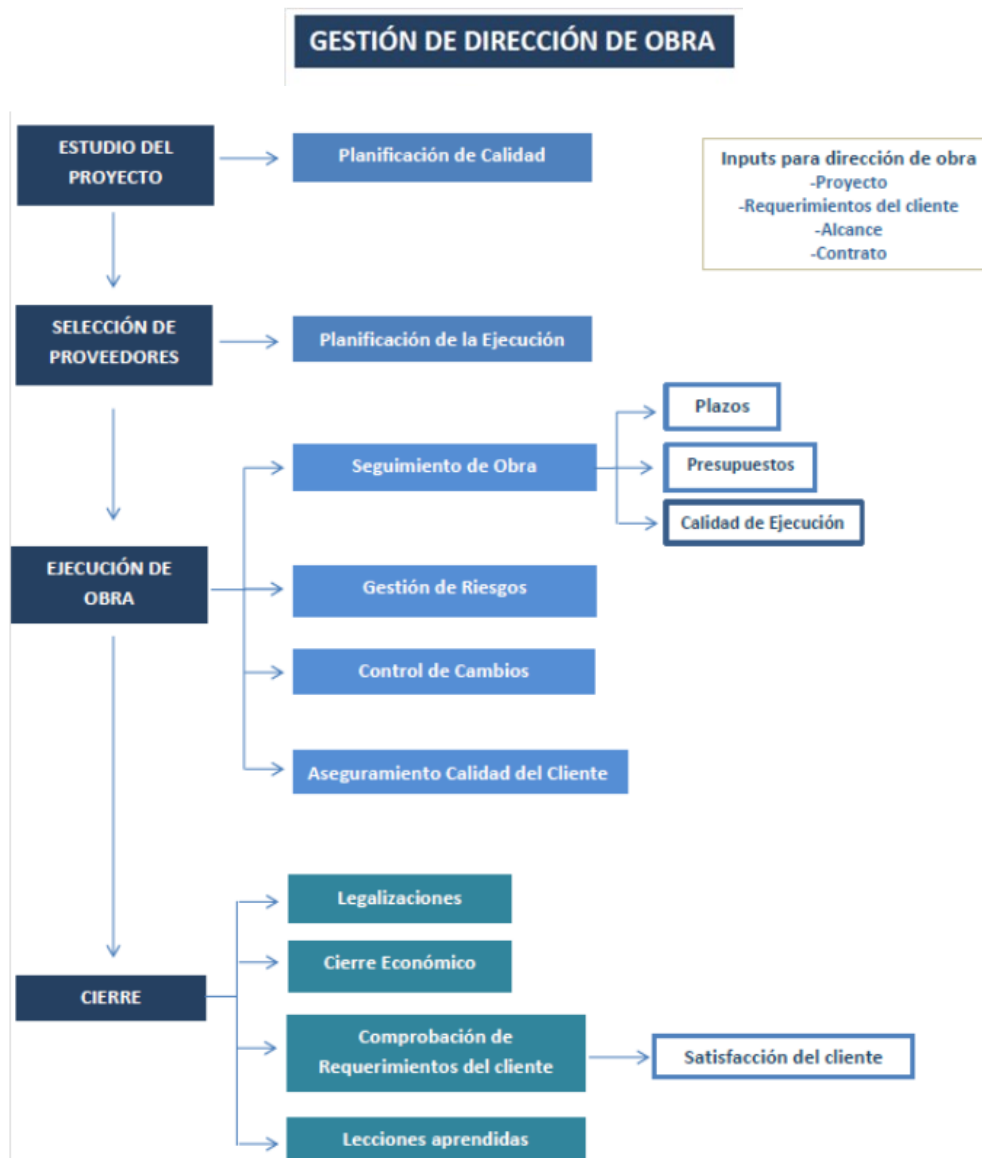 GESTIÓN DE DIRECCIÓN DE OBRA
ESTUDIO DEL
PROYECTO
Planificación de Calidad
Inputs para dirección de obra
-Proyecto
-Requerimientos del cliente
-Alcance
-Contrato
SELECCIÓN DE
PROVEEDORES
Planificación de la Ejecución
Plazos
Seguimiento de Obra
Presupuestos
Calidad de Ejecución
EJECUCIÓN DE
OBRA
Gestión de Riesgos
Control de Cambios
Aseguramiento Calidad del Cliente
Legalizaciones
Cierre Económico
CIERRE
Comprobación de
Requerimientos del cliente
Satisfacción del cliente
Lecciones aprendidas